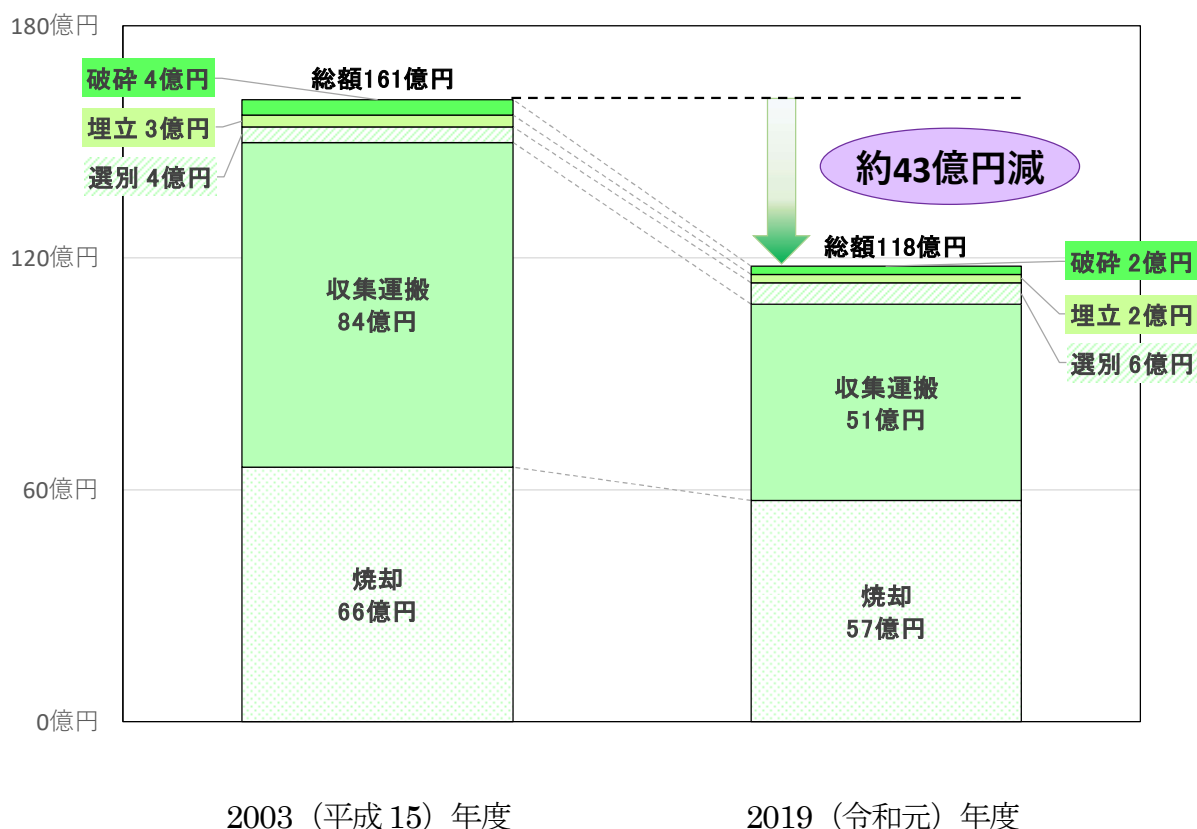 180億円
破砕 4億円
総額161億円
埋立 3億円
選別 4億円
約43億円減
120億円
総額118億円
破砕 2億円
収集運搬
84億円
埋立 2億円
選別 6億円
収集運搬
51億円
60億円
焼却
66億円
焼却
57億円
0億円
2003（平成 15）年度
2019（令和元）年度